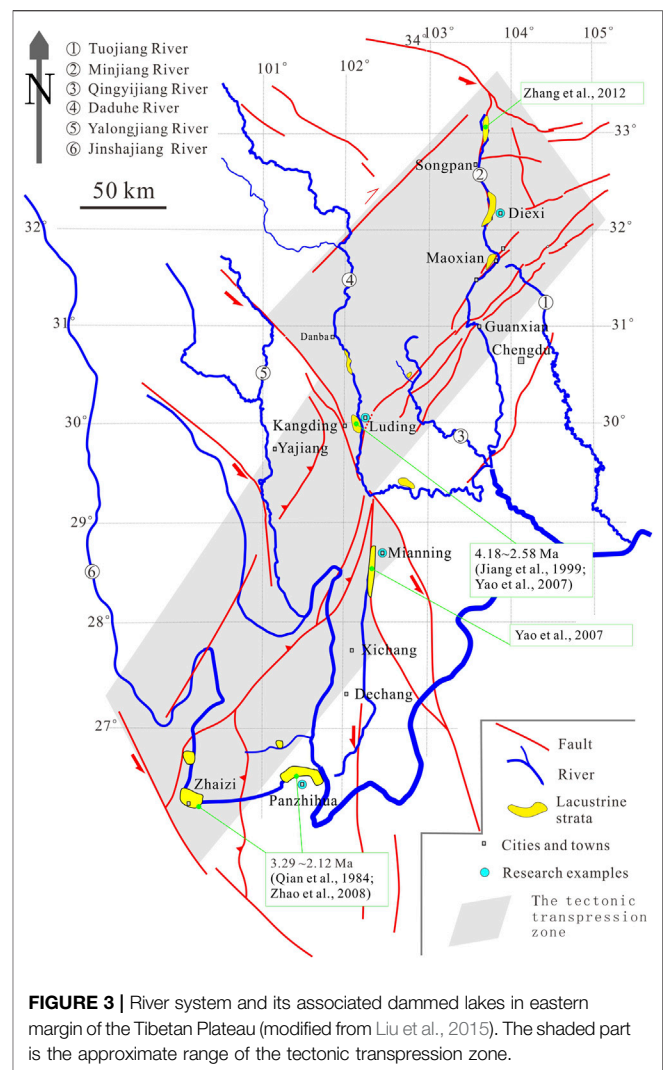 ① Tuojiang River
② Minjiang River
③ Qingyijiang River
④ Daduhe River
⑤ Yalongjiang River
⑥ Jinshajiang River
N
50 km
101°
102°
34°
103°
104°
105°
Zhang et al., 2012
33°
Songpan
②
Diexi
32°
32°
Maoxian
④
①
31°
Guanxian
31°
Danba
Chengdu
⑤
30°
Kangding
Luding
30°
Yajiang
③
29°
4.18~2.58 Ma
(Jiang et al., 1999;
Yao et al., 2007)
Mianning
⑥
Yao et al., 2007
28°
Xichang
Dechang
27°
Zhaizi
Panzhihua
3.29 ~2.12 Ma
(Qian et al., 1984;
Zhao et al., 2008)
Fault
River
Lacustrine
strata
Cities and towns
Research examples
The tectonic
transpression
zone
FIGURE 3 | River system and its associated dammed lakes in eastern
margin of the Tibetan Plateau (modified from Liu et al., 2015). The shaded part
is the approximate range of the tectonic transpression zone.